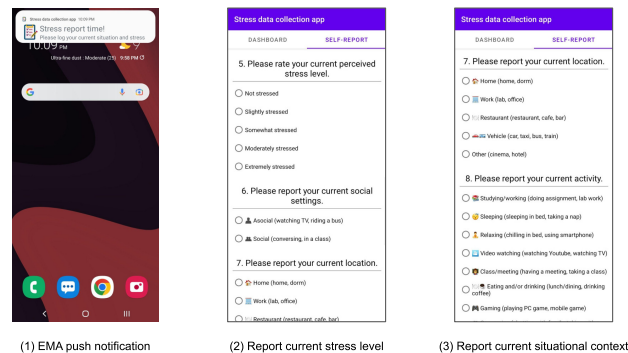 Stress data collection app 10:09 PM
Stress report time!
Please log your current situation and stress
10:09 PM
Ultra-fine dust : Moderate (25) 9:58 PM
(1) EMA push notification
Stress data collection app
DASHBOARD SELF-REPORT
5. Please rate your current perceived
stress level.
Not stressed
Slightly stressed
Somewhat stressed
Moderately stressed
Extremely stressed
6. Please report your current social
settings.
Asocial (watching TV, riding a bus)
Social (conversing, in a class)
7. Please report your current location.
Home (home, dorm)
Work (lab, office)
Restaurant (restaurant, cafe, bar)
(2) Report current stress level
Stress data collection app
DASHBOARD SELF-REPORT
7. Please report your current location.
Home (home, dorm)
Work (lab, office)
Restaurant (restaurant, cafe, bar)
Vehicle (car, taxi, bus, train)
Other (cinema, hotel)
8. Please report your current activity.
Studying/working (doing assignment, lab work)
Sleeping (sleeping in bed, taking a nap)
Relaxing (chilling in bed, using smartphone)
Video watching (watching Youtube, watching TV)
Class/meeting (having a meeting, taking a class)
Eating and/or drinking (lunch/dining, drinking
coffee)
Gaming (playing PC game, mobile game)
(3) Report current situational context